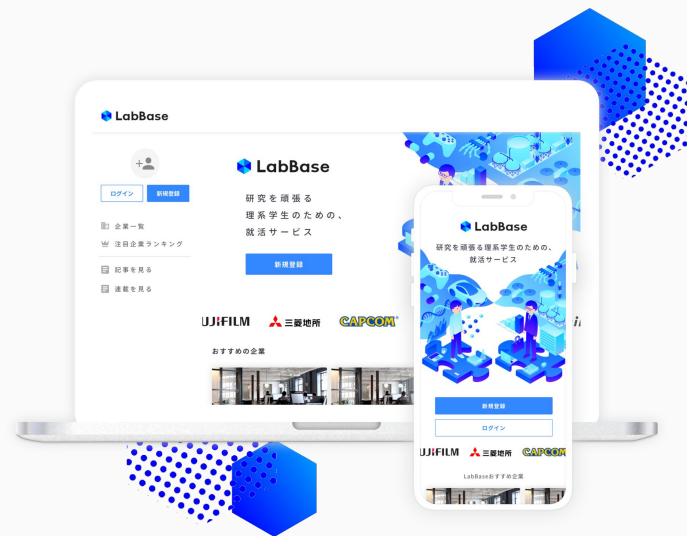 LabBase
ログイン
新規登録
企業一覧
注目企業ランキング
記事を見る
連載を見る
LabBase
研究を頑張る
理系学生のための、
就活サービス
新規登録
UJIFILM
三菱地所
CAPCOM
おすすめの企業
LabBase
研究を頑張る理系学生のための、
就活サービス
新規登録
ログイン
UJIFILM
三菱地所
CAPCOM
LabBaseおすすめ企業